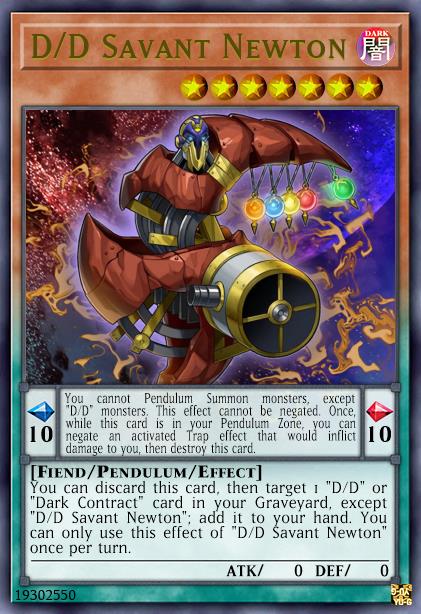 D/D Savant Newton
DARK
闇
You cannot Pendulum Summon monsters, except
"D/D" monsters. This effect cannot be negated. Once,
while this card is in your Pendulum Zone, you can
negate an activated Trap effect that would inflict
damage to you, then destroy this card.
10
10
[Fiend/Pendulum/Effect]
You can discard this card, then target 1 "D/D" or
"Dark Contract" card in your Graveyard, except
"D/D Savant Newton"; add it to your hand. You
can only use this effect of "D/D Savant Newton"
once per turn.
ATK/ 0 DEF/ 0
19302550